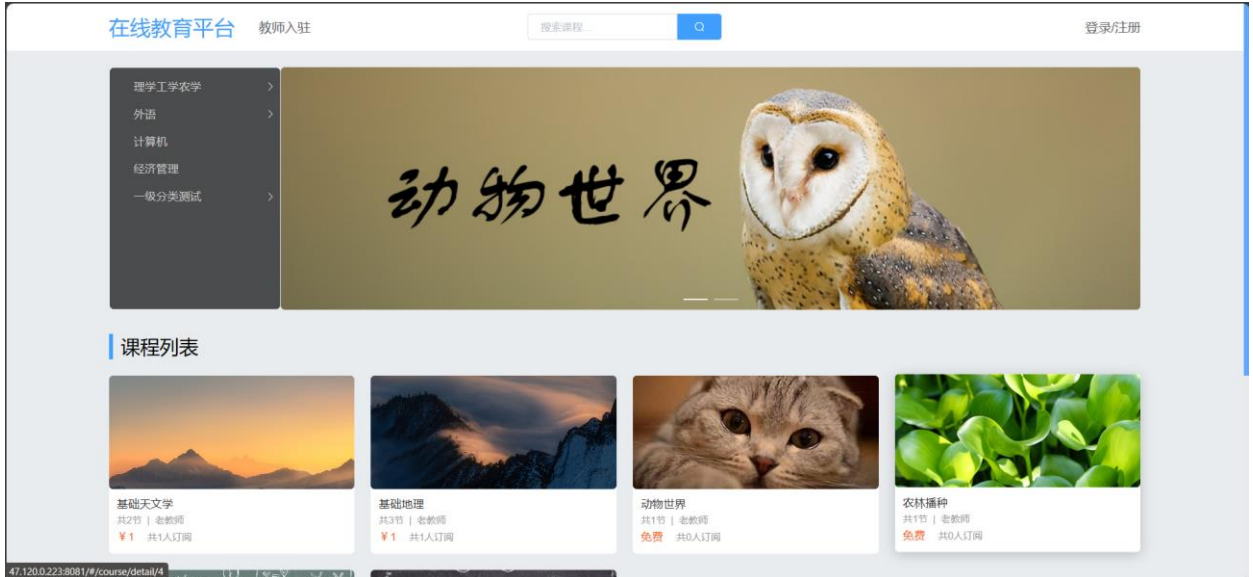 在线教育平台
教师入驻
搜索课程...
登录/注册
理学工学农学
外语
计算机
经济管理
一级分类测试
动物世界
课程列表
基础天文学
共2节 | 老教师
¥1 共1人订阅
基础地理
共3节 | 老教师
¥1 共1人订阅
动物世界
共1节 | 老教师
免费 共0人订阅
农林播种
共1节 | 老教师
免费 共0人订阅
47.120.0.223:8081/#/course/detail/4